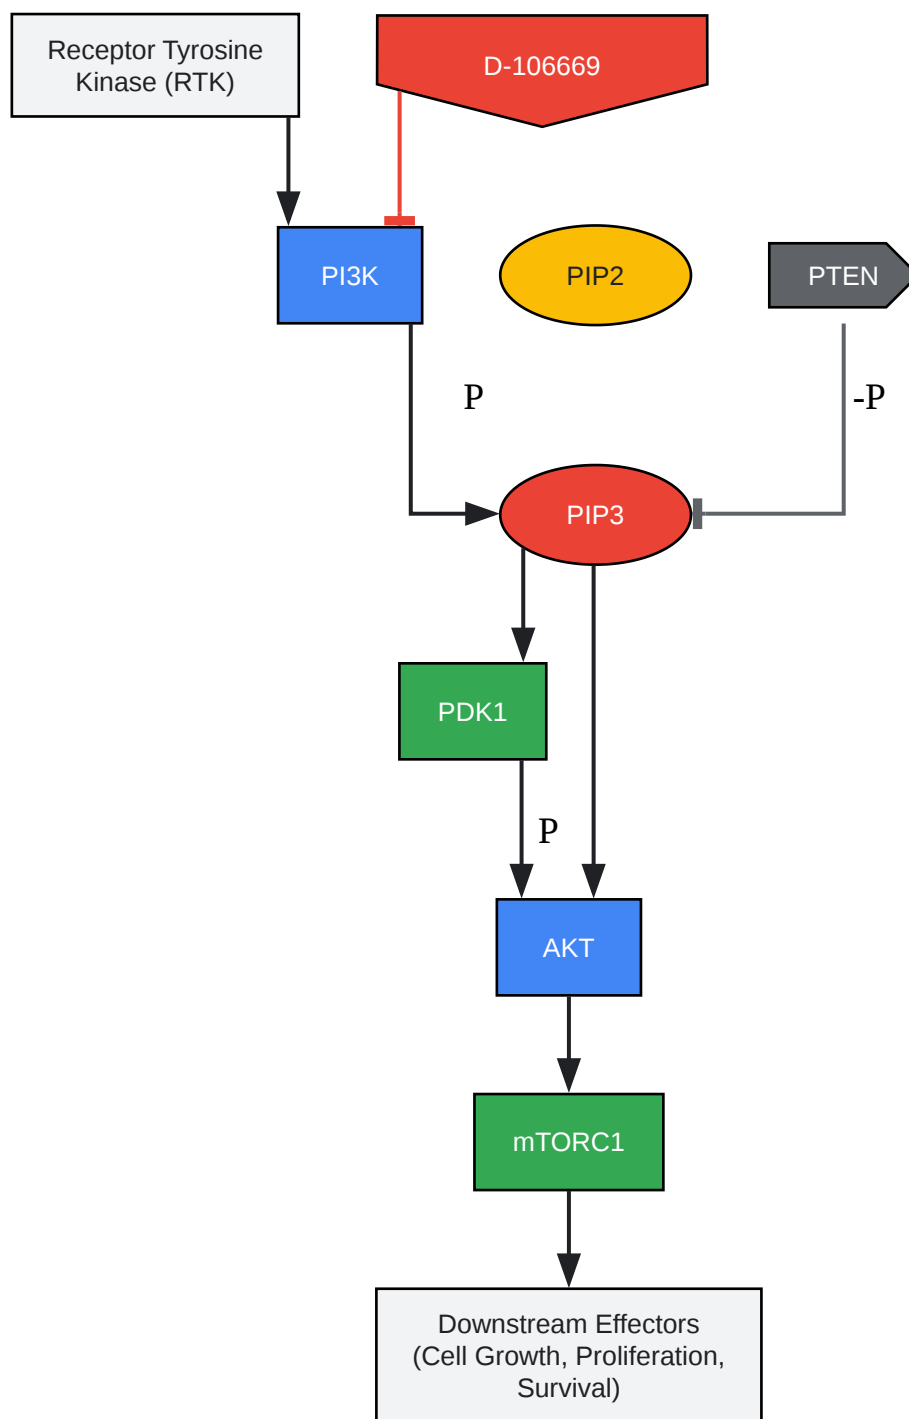 Receptor Tyrosine
Kinase (RTK)
D-106669
PI3K
PIP2
PTEN
P
-P
PIP3
PDK1
P
AKT
mTORC1
Downstream Effectors
(Cell Growth, Proliferation,
Survival)